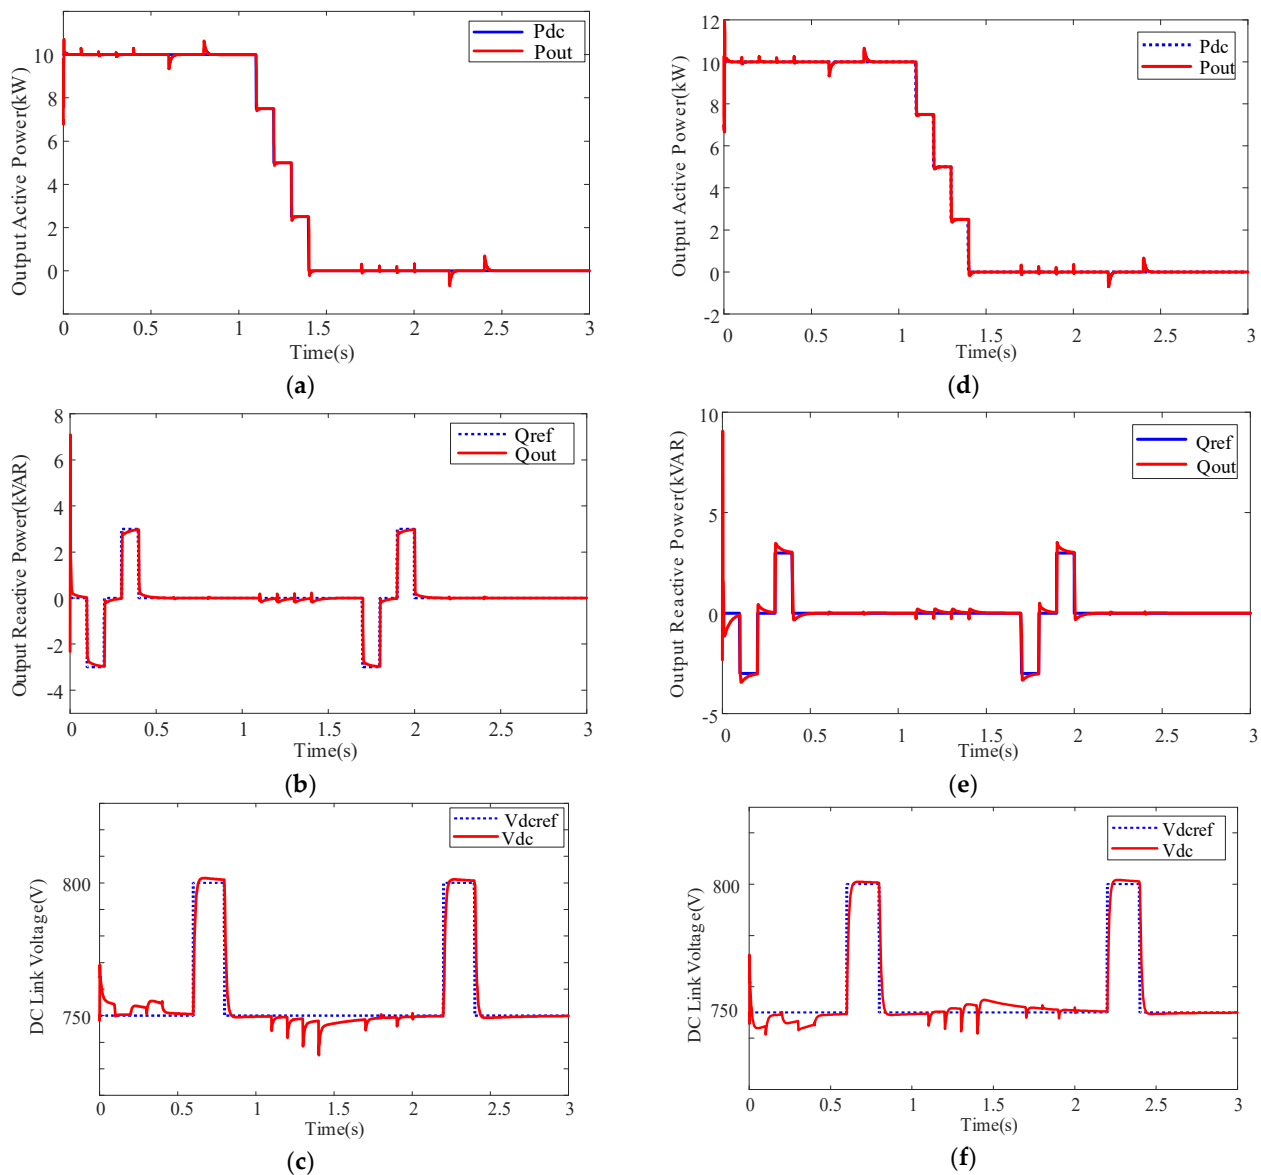 Output Active Power(kW)
10
8
6
4
2
0
0
0.5
1
1.5
2
2.5
3
Time(s)
Pdc
Pout
(a)
Output Active Power(kW)
12
10
8
6
4
2
0
-2
0
0.5
1
1.5
2
2.5
3
Time(s)
Pdc
Pout
(d)
Output Reactive Power(kVAR)
8
6
4
2
0
-2
-4
0
0.5
1
1.5
2
2.5
3
Time(s)
Qref
Qout
(b)
Output Reactive Power(kVAR)
10
5
0
-5
0
0.5
1
1.5
2
2.5
3
Time(s)
Qref
Qout
(e)
DC Link Voltage(V)
800
750
0
0.5
1
1.5
2
2.5
3
Time(s)
Vdcref
Vdc
(c)
DC Link Voltage(V)
800
750
0
0.5
1
1.5
2
2.5
3
Time(s)
Vdcref
Vdc
(f)